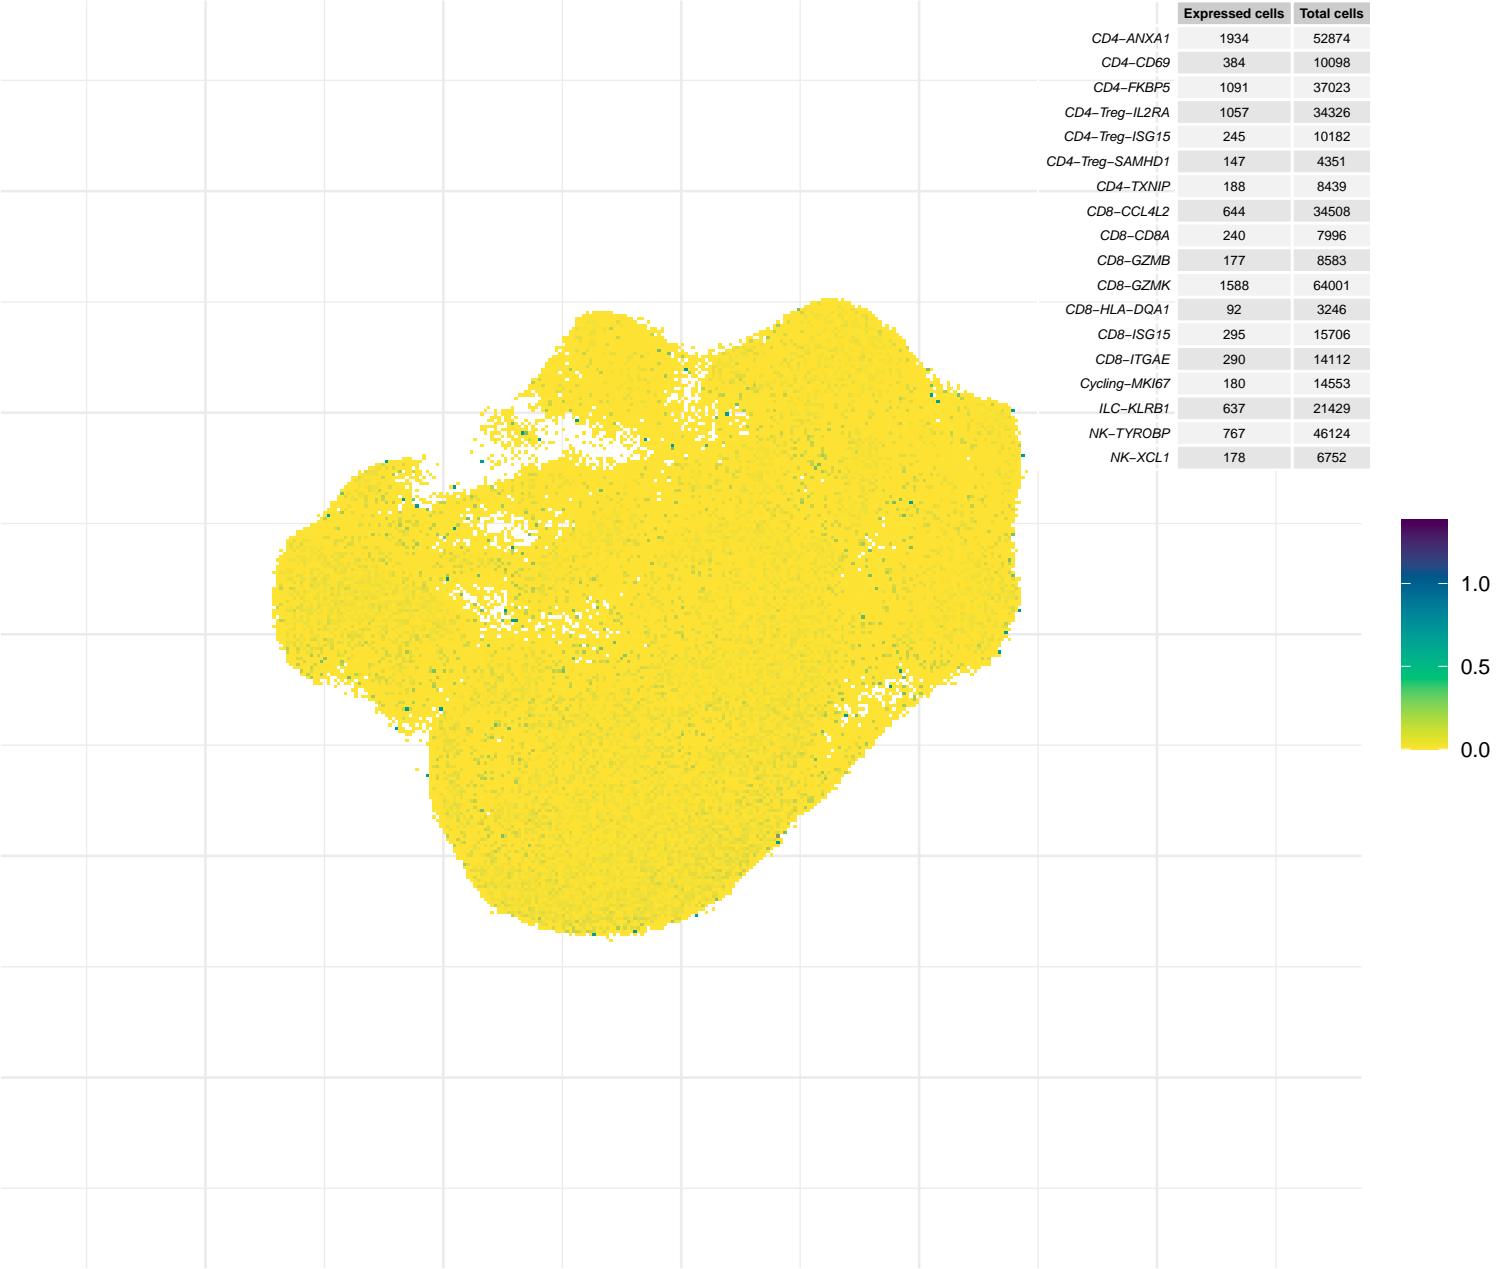 Expressed cells Total cells
CD4−ANXA1 1934 52874
CD4−CD69 384 10098
CD4−FKBP5 1091 37023
CD4−Treg−IL2RA 1057 34326
CD4−Treg−ISG15 245 10182
CD4−Treg−SAMHD1 147 4351
CD4−TXNIP 188 8439
CD8−CCL4L2 644 34508
CD8−CD8A 240 7996
CD8−GZMB 177 8583
CD8−GZMK 1588 64001
CD8−HLA−DQA1 92 3246
CD8−ISG15 295 15706
CD8−ITGAE 290 14112
Cycling−MKI67 180 14553
ILC−KLRB1 637 21429
NK−TYROBP 767 46124
NK−XCL1 178 6752
1.0
0.5
0.0